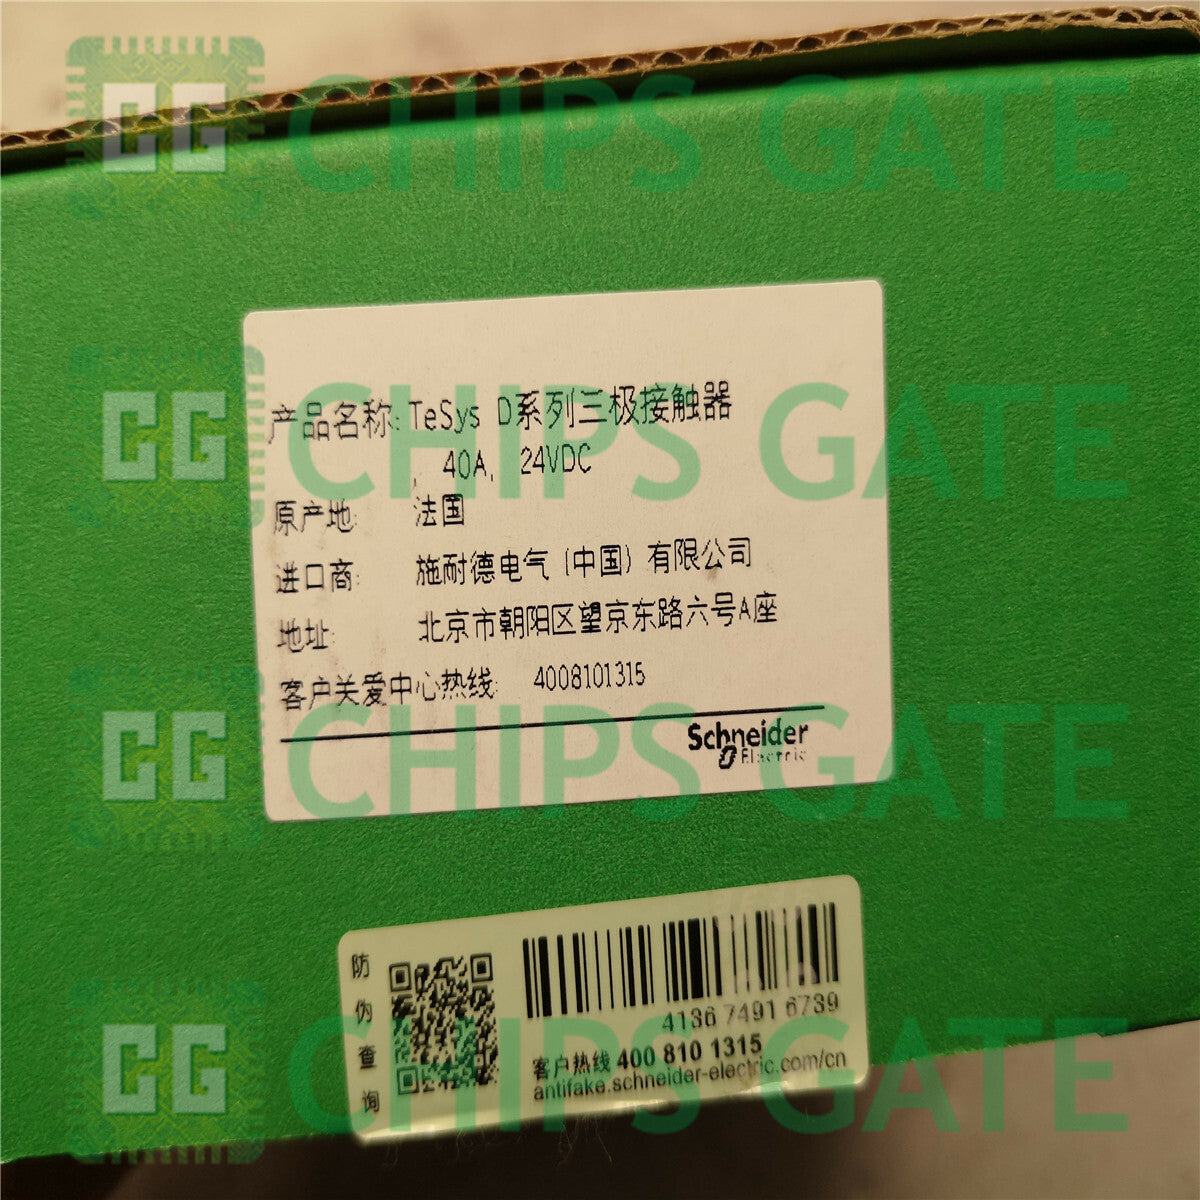 CG CHIPS GATE
产品名称: TeSys D系列三极接触器
, 40A, 24VDC
CG CHIPS GATE
原产地: 法国
进口商: 施耐德电气 (中国) 有限公司
地址: 北京市朝阳区望京东路六号A座
客户关爱中心热线: 4008101315
Schneider
Electric
CG CHIPS GATE
防伪查询
4136 7491 6739
客户热线 400 810 1315
antifake.schneider-electric.com/cn
CG CHIPS GATE